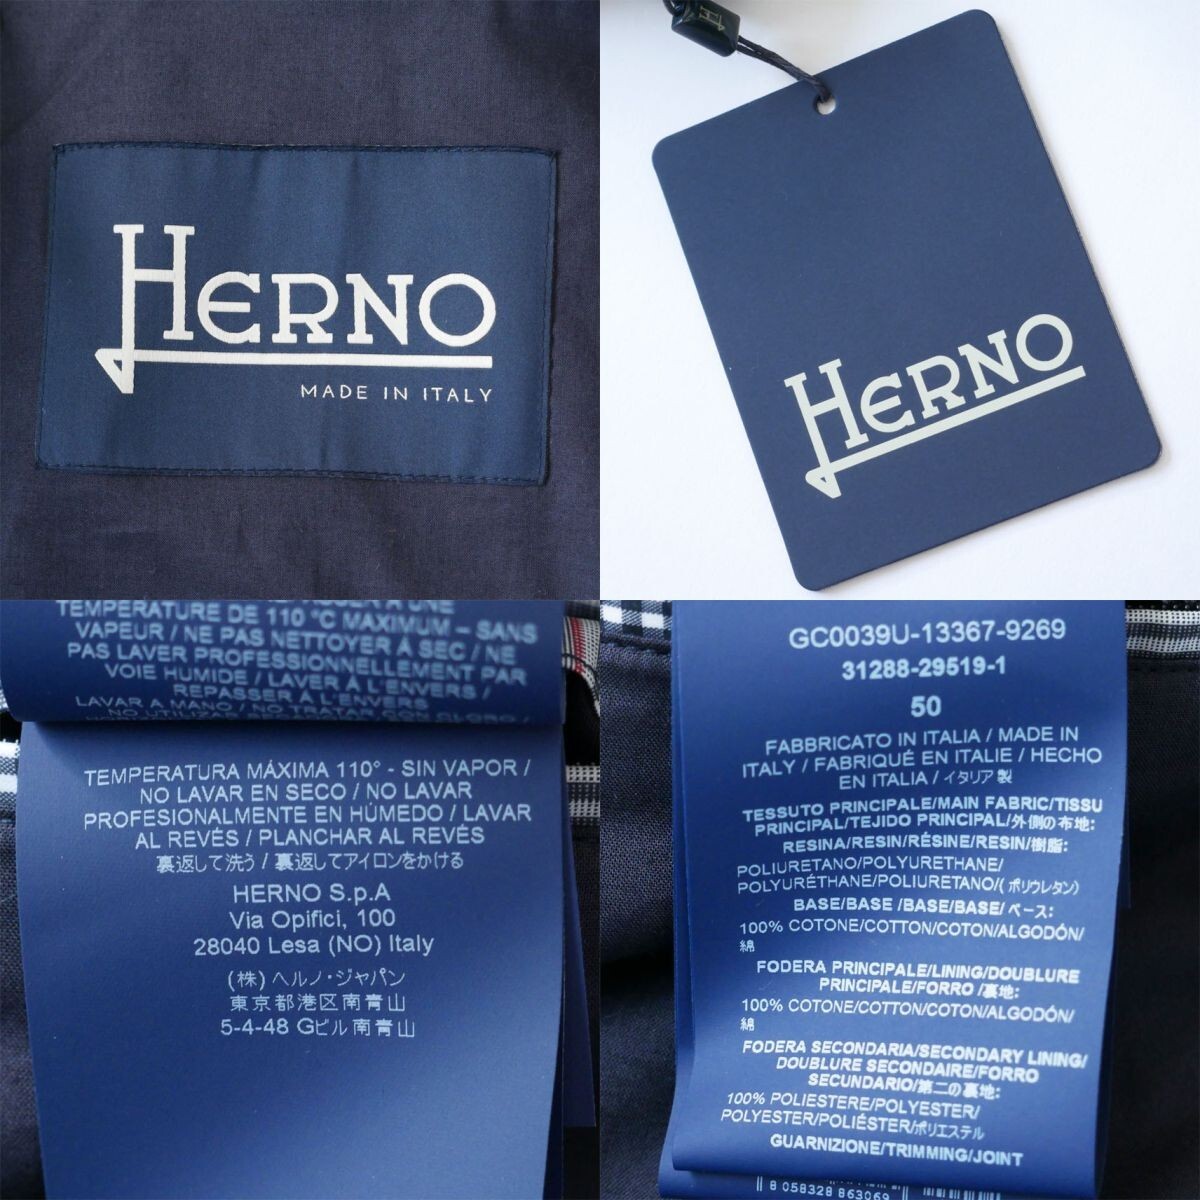 HERNO
MADE IN ITALY
HERNO
TEMPERATURE DE 110 °C MAXIMUM – SANS
VAPEUR / NE PAS NETTOYER À SEC / NE
PAS LAVER PROFESSIONNELLEMENT PAR
VOIE HUMIDE / LAVER À L'ENVERS /
REPASSER À L'ENVERS
LAVAR A MANO / NO TRATAR CON CLORO /
TEMPERATURA MÁXIMA 110° - SIN VAPOR /
NO LAVAR EN SECO / NO LAVAR
PROFESIONALMENTE EN HÚMEDO / LAVAR
AL REVÉS / PLANCHAR AL REVÉS
裏返して洗う / 裏返してアイロンをかける
HERNO S.p.A
Via Opifici, 100
28040 Lesa (NO) Italy
(株) ヘルノ・ジャパン
東京都港区南青山
5-4-48 Gビル南青山
GC0039U-13367-9269
31288-29519-1
50
FABBRICATO IN ITALIA / MADE IN
ITALY / FABRIQUÉ EN ITALIE / HECHO
EN ITALIA / イタリア製
TESSUTO PRINCIPALE/MAIN FABRIC/TISSU
PRINCIPAL/TEJIDO PRINCIPAL/外側の布地:
RESINA/RESIN/RÉSINE/RESIN/樹脂:
POLIURETANO/POLYURETHANE/
POLYURÉTHANE/POLIURETANO/(ポリウレタン)
BASE/BASE /BASE/BASE/ベース:
100% COTONE/COTTON/COTON/ALGODÓN/
綿
FODERA PRINCIPALE/LINING/DOUBLURE
PRINCIPALE/FORRO /裏地:
100% COTONE/COTTON/COTON/ALGODÓN/
綿
FODERA SECONDARIA/SECONDARY LINING/
DOUBLURE SECONDAIRE/FORRO
SECUNDARIO/第二の裏地:
100% POLIESTERE/POLYESTER/
POLYESTER/POLIÉSTER/ポリエステル
GUARNIZIONE/TRIMMING/JOINT
8 058328 863069